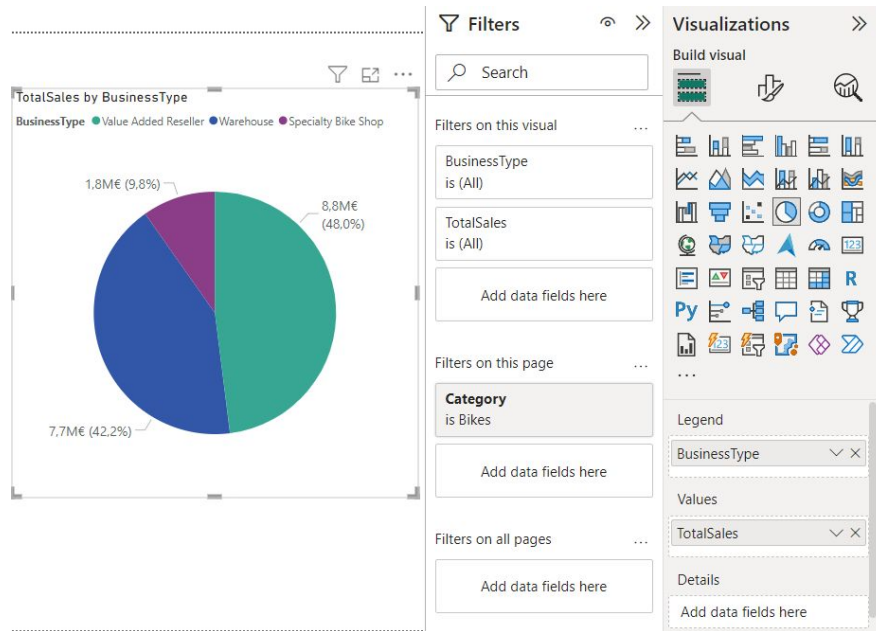 TotalSales by BusinessType
BusinessType Value Added Reseller Warehouse Specialty Bike Shop
1,8M€ (9,8%)
8,8M€
(48,0%)
7,7M€ (42,2%)
Filters
Search
Filters on this visual
BusinessType
is (All)
TotalSales
is (All)
Add data fields here
Filters on this page
Category
is Bikes
Add data fields here
Filters on all pages
Add data fields here
Visualizations
Build visual
123
R
Py
123
Legend
BusinessType
Values
TotalSales
Details
Add data fields here